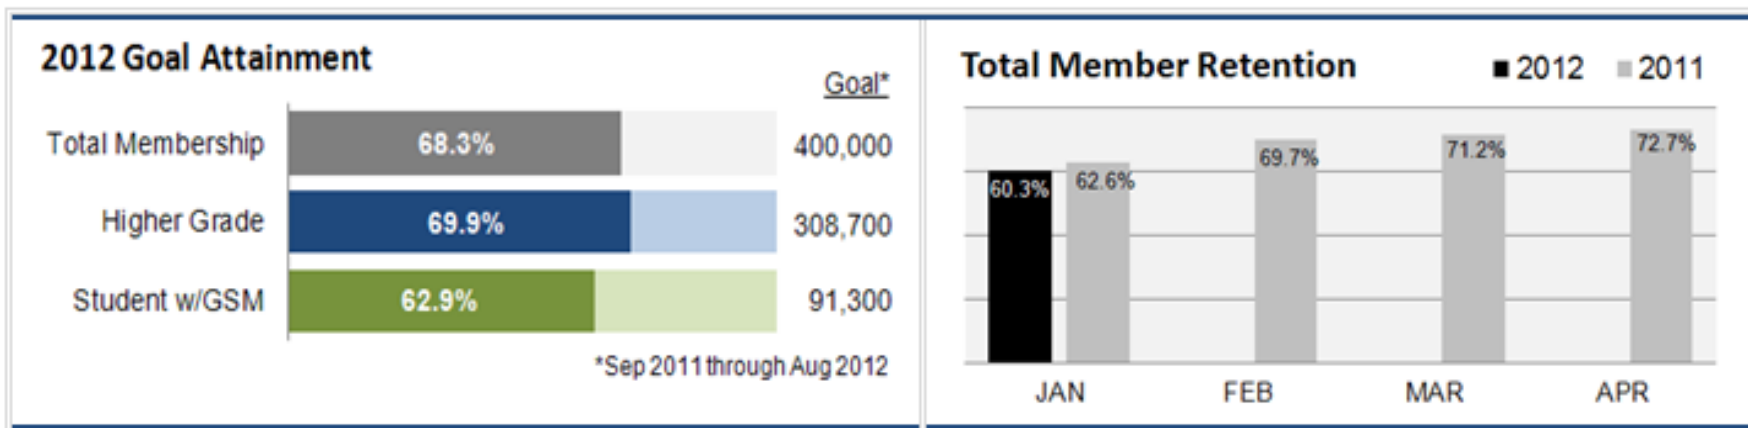 2012 Goal Attainment
Goal*
Total Membership 68.3% 400,000
Higher Grade 69.9% 308,700
Student w/GSM 62.9% 91,300
*Sep 2011 through Aug 2012
Total Member Retention 2012 2011
60.3% 62.6% 69.7% 71.2% 72.7%
JAN FEB MAR APR